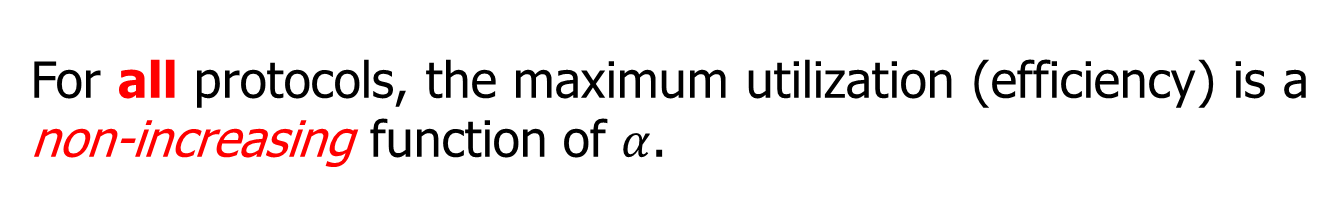 For all protocols, the maximum utilization (efficiency) is a
non-increasing function of α.